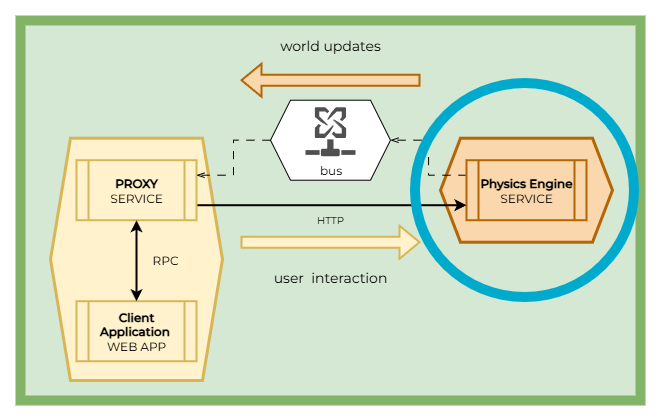 world updates
bus
PROXY
SERVICE
Physics Engine
SERVICE
HTTP
RPC
user interaction
Client
Application
WEB APP